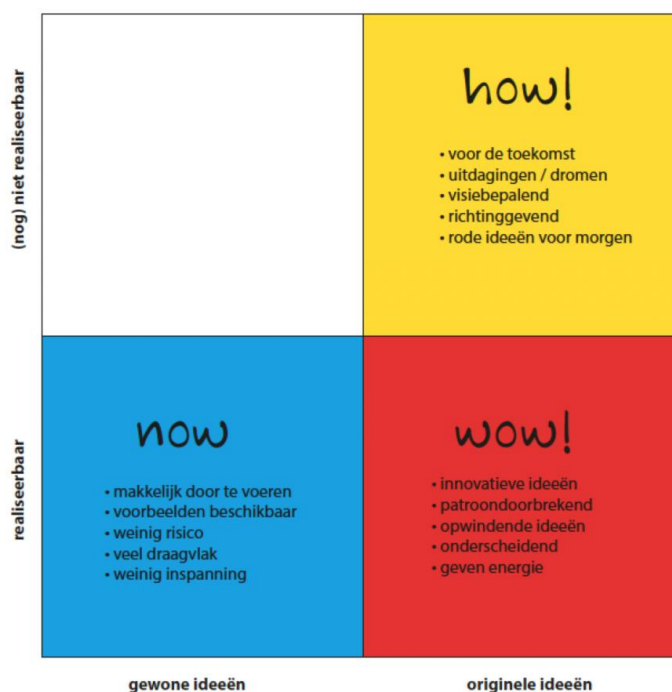 (nog) niet realiseerbaar
how!
• voor de toekomst
• uitdagingen / dromen
• visiebepalend
• richtinggevend
• rode ideeën voor morgen
realiseerbaar
now
• makkelijk door te voeren
• voorbeelden beschikbaar
• weinig risico
• veel draagvlak
• weinig inspanning
wow!
• innovatieve ideeën
• patroondoorbrekend
• opwindende ideeën
• onderscheidend
• geven energie
gewone ideeën
originele ideeën